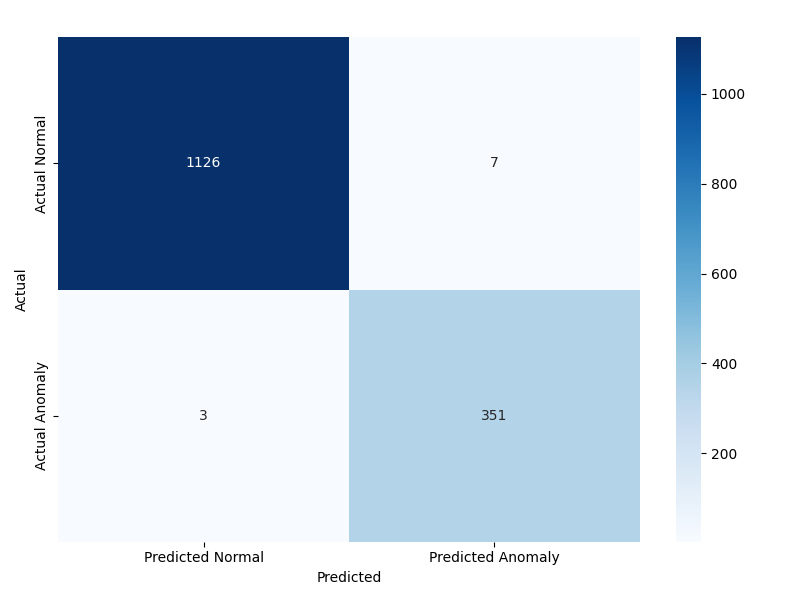 Actual Normal
Actual Anomaly
Actual
1126
7
3
351
Predicted Normal
Predicted Anomaly
Predicted
1000
800
600
400
200